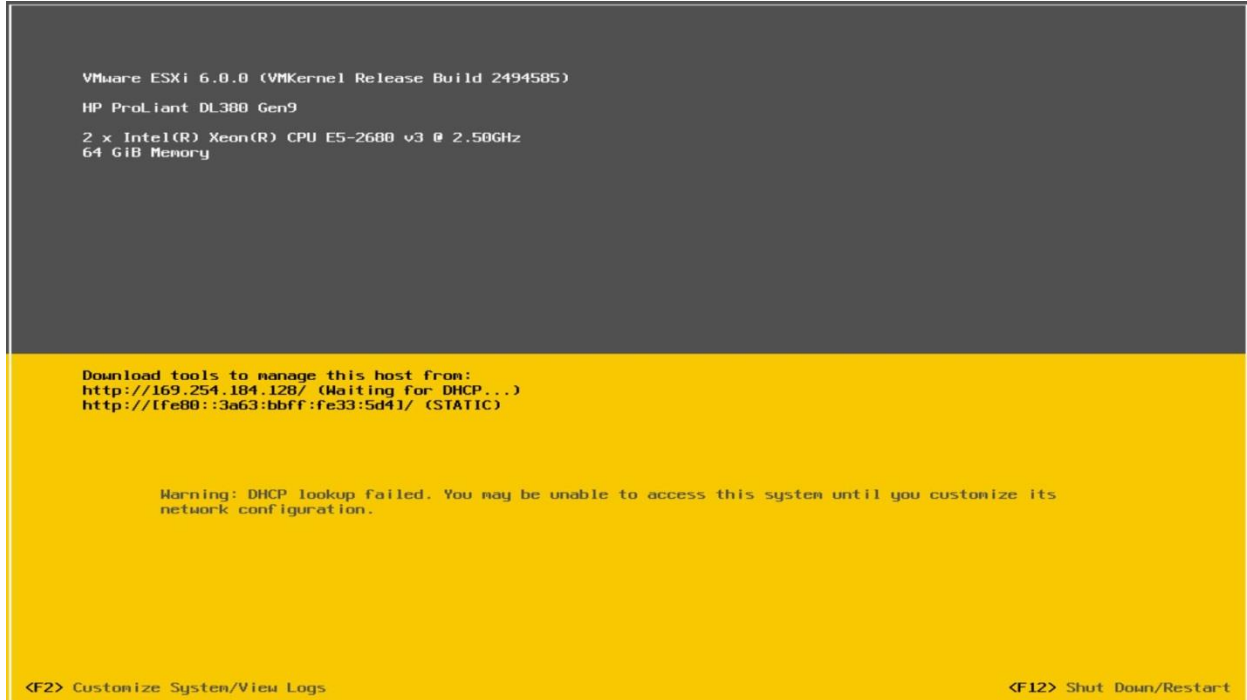 VMware ESXi 6.0.0 (VMKernel Release Build 2494585)
HP ProLiant DL380 Gen9
2 x Intel(R) Xeon(R) CPU E5-2680 v3 @ 2.50GHz
64 GiB Memory
Download tools to manage this host from:
http://169.254.184.128/ (Waiting for DHCP...)
http://[fe80::3a63:bbff:fe33:5d4]/ (STATIC)
Warning: DHCP lookup failed. You may be unable to access this system until you customize its
network configuration.
<F2> Customize System/View Logs
<F12> Shut Down/Restart